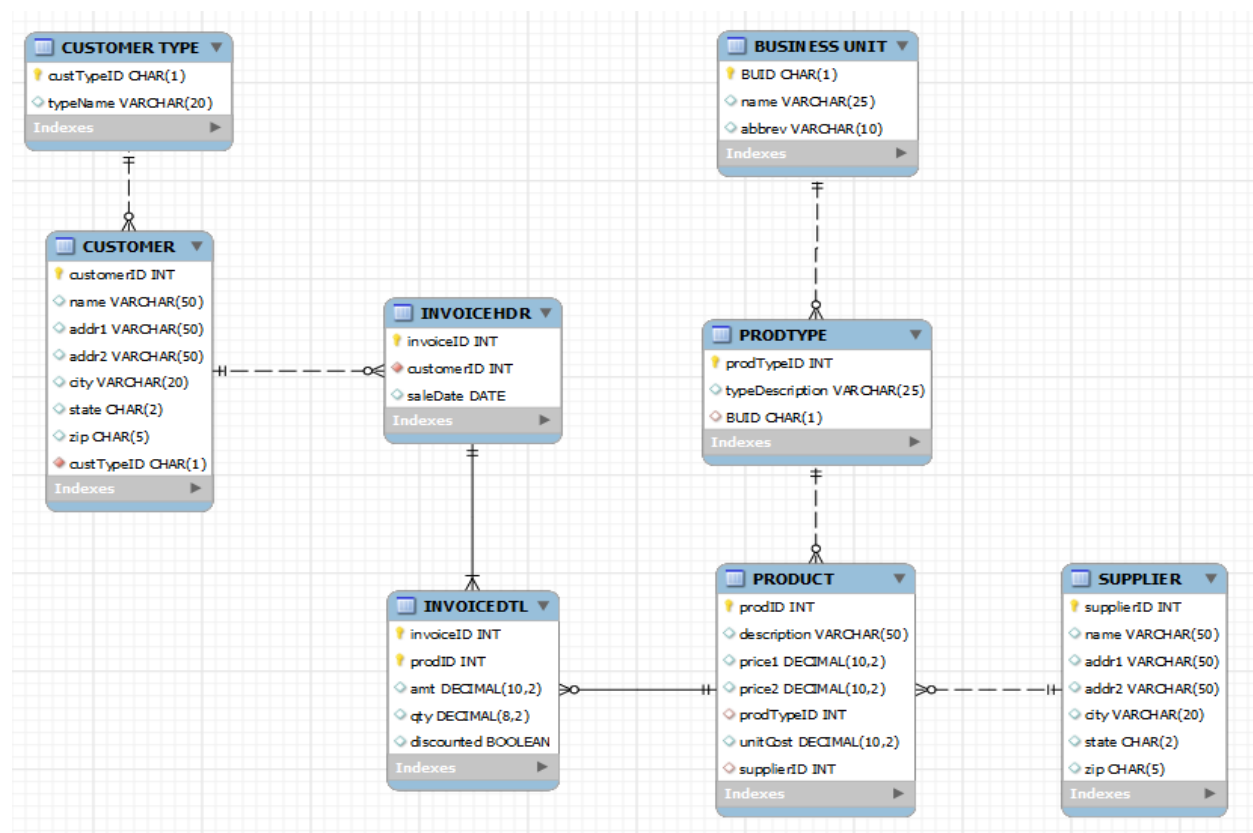 CUSTOMER TYPE
custTypeID CHAR(1)
typeName VARCHAR(20)
Indexes
CUSTOMER
customerID INT
name VARCHAR(50)
addr1 VARCHAR(50)
addr2 VARCHAR(50)
city VARCHAR(20)
state CHAR(2)
zip CHAR(5)
custTypeID CHAR(1)
Indexes
INVOICEHDR
invoiceID INT
customerID INT
saleDate DATE
Indexes
INVOICEDTL
invoiceID INT
prodID INT
amt DECIMAL(10,2)
qty DECIMAL(8,2)
discounted BOOLEAN
Indexes
BUSINESS UNIT
BUID CHAR(1)
name VARCHAR(25)
abbrev VARCHAR(10)
Indexes
PRODTYPE
prodTypeID INT
typeDescription VARCHAR(25)
BUID CHAR(1)
Indexes
PRODUCT
prodID INT
description VARCHAR(50)
price1 DECIMAL(10,2)
price2 DECIMAL(10,2)
prodTypeID INT
unitCost DECIMAL(10,2)
supplierID INT
Indexes
SUPPLIER
supplierID INT
name VARCHAR(50)
addr1 VARCHAR(50)
addr2 VARCHAR(50)
city VARCHAR(20)
state CHAR(2)
zip CHAR(5)
Indexes